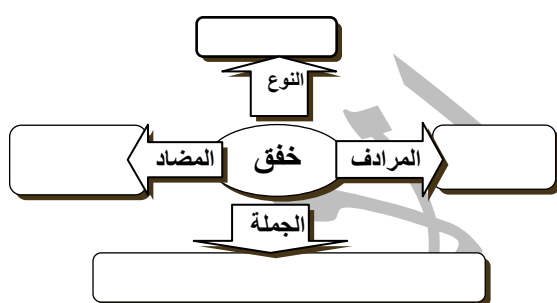 النوع
المرادف
خفق
المضاد
الجملة